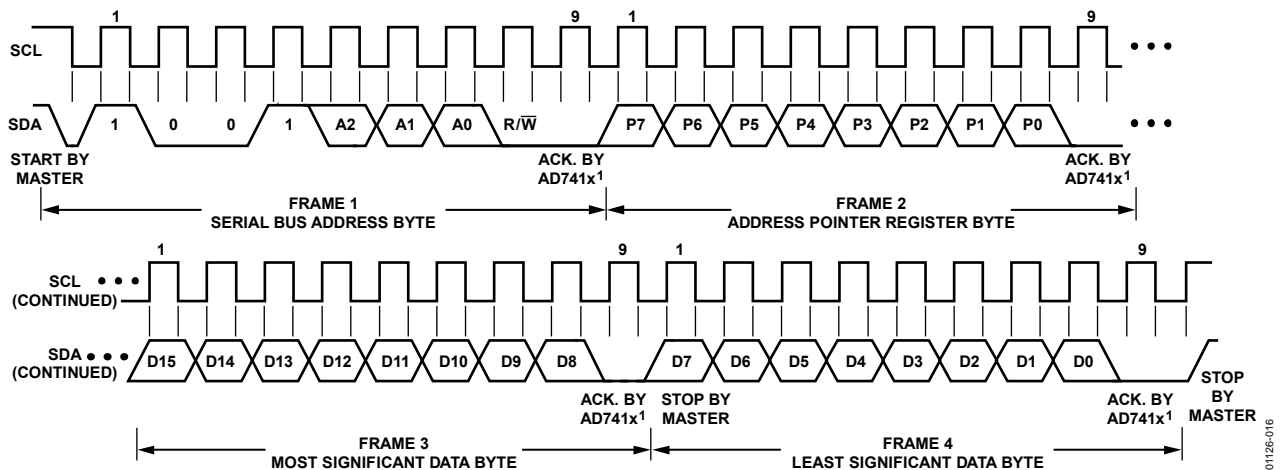 1 9 1 9
SCL
SDA 1 0 0 1 A2 A1 A0 R/W̅ P7 P6 P5 P4 P3 P2 P1 P0
START BY MASTER
ACK. BY AD741x¹
ACK. BY AD741x¹
FRAME 1
SERIAL BUS ADDRESS BYTE
FRAME 2
ADDRESS POINTER REGISTER BYTE
1 9 1 9
SCL
(CONTINUED)
SDA
(CONTINUED)
D15 D14 D13 D12 D11 D10 D9 D8 D7 D6 D5 D4 D3 D2 D1 D0
ACK. BY AD741x¹
STOP BY MASTER
ACK. BY AD741x¹
STOP BY MASTER
FRAME 3
MOST SIGNIFICANT DATA BYTE
FRAME 4
LEAST SIGNIFICANT DATA BYTE
01126-016